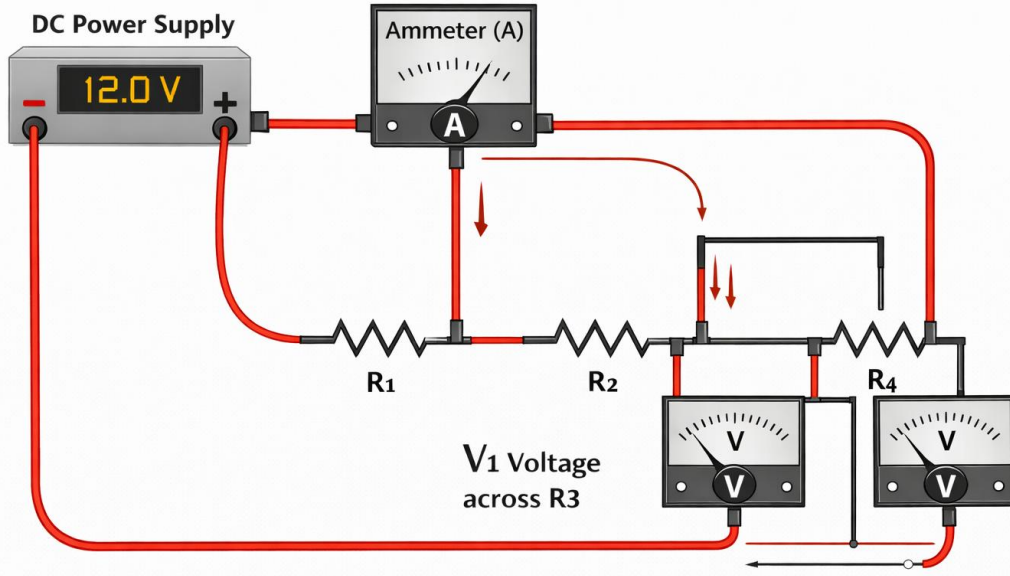 DC Power Supply
Ammeter (A)
12.0 V
− +
A
R1
R2
R4
V
V
V1 Voltage
across R3
V
V